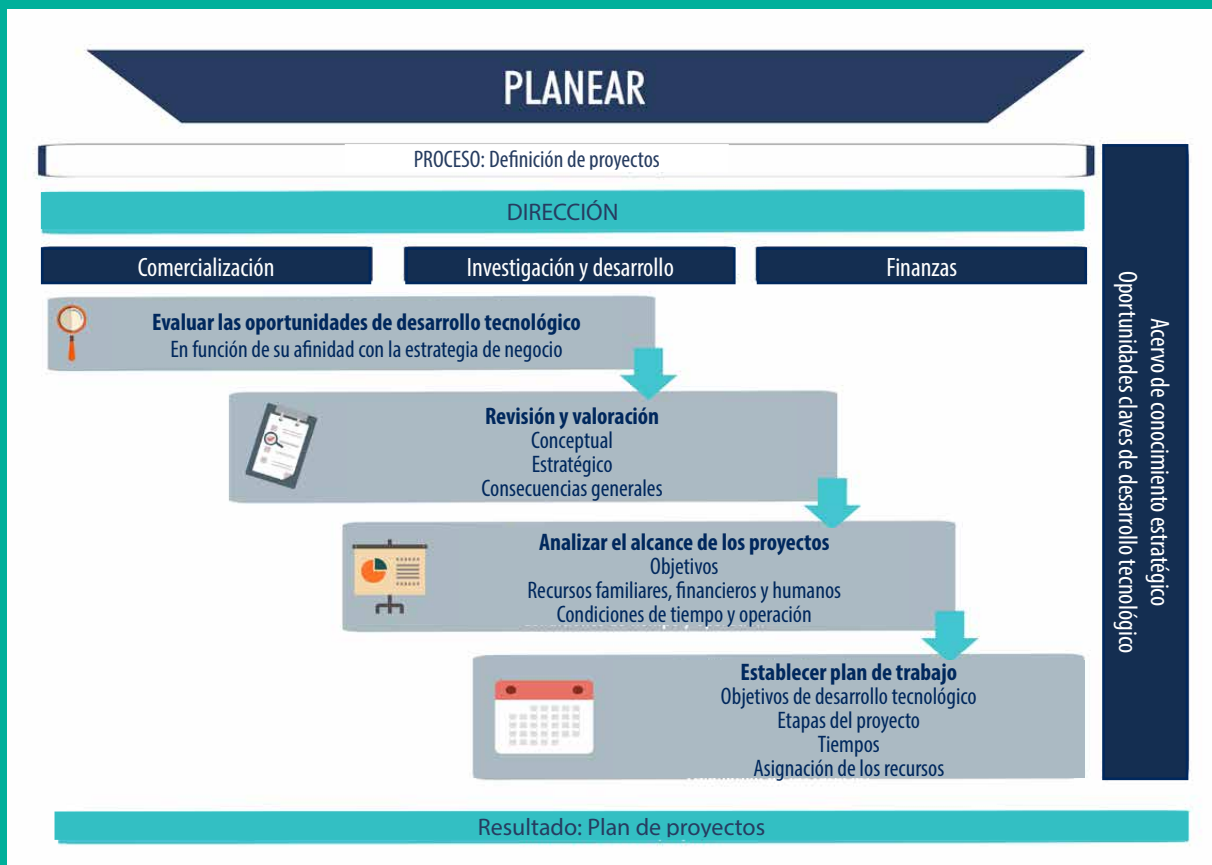 PLANEAR
PROCESO: Definición de proyectos
DIRECCIÓN
Comercialización
Investigación y desarrollo
Finanzas
Evaluar las oportunidades de desarrollo tecnológico
En función de su afinidad con la estrategia de negocio
Revisión y valoración
Conceptual
Estratégico
Consecuencias generales
Analizar el alcance de los proyectos
Objetivos
Recursos familiares, financieros y humanos
Condiciones de tiempo y operación
Establecer plan de trabajo
Objetivos de desarrollo tecnológico
Etapas del proyecto
Tiempos
Asignación de los recursos
Acervo de conocimiento estratégico
Oportunidades claves de desarrollo tecnológico
Resultado: Plan de proyectos